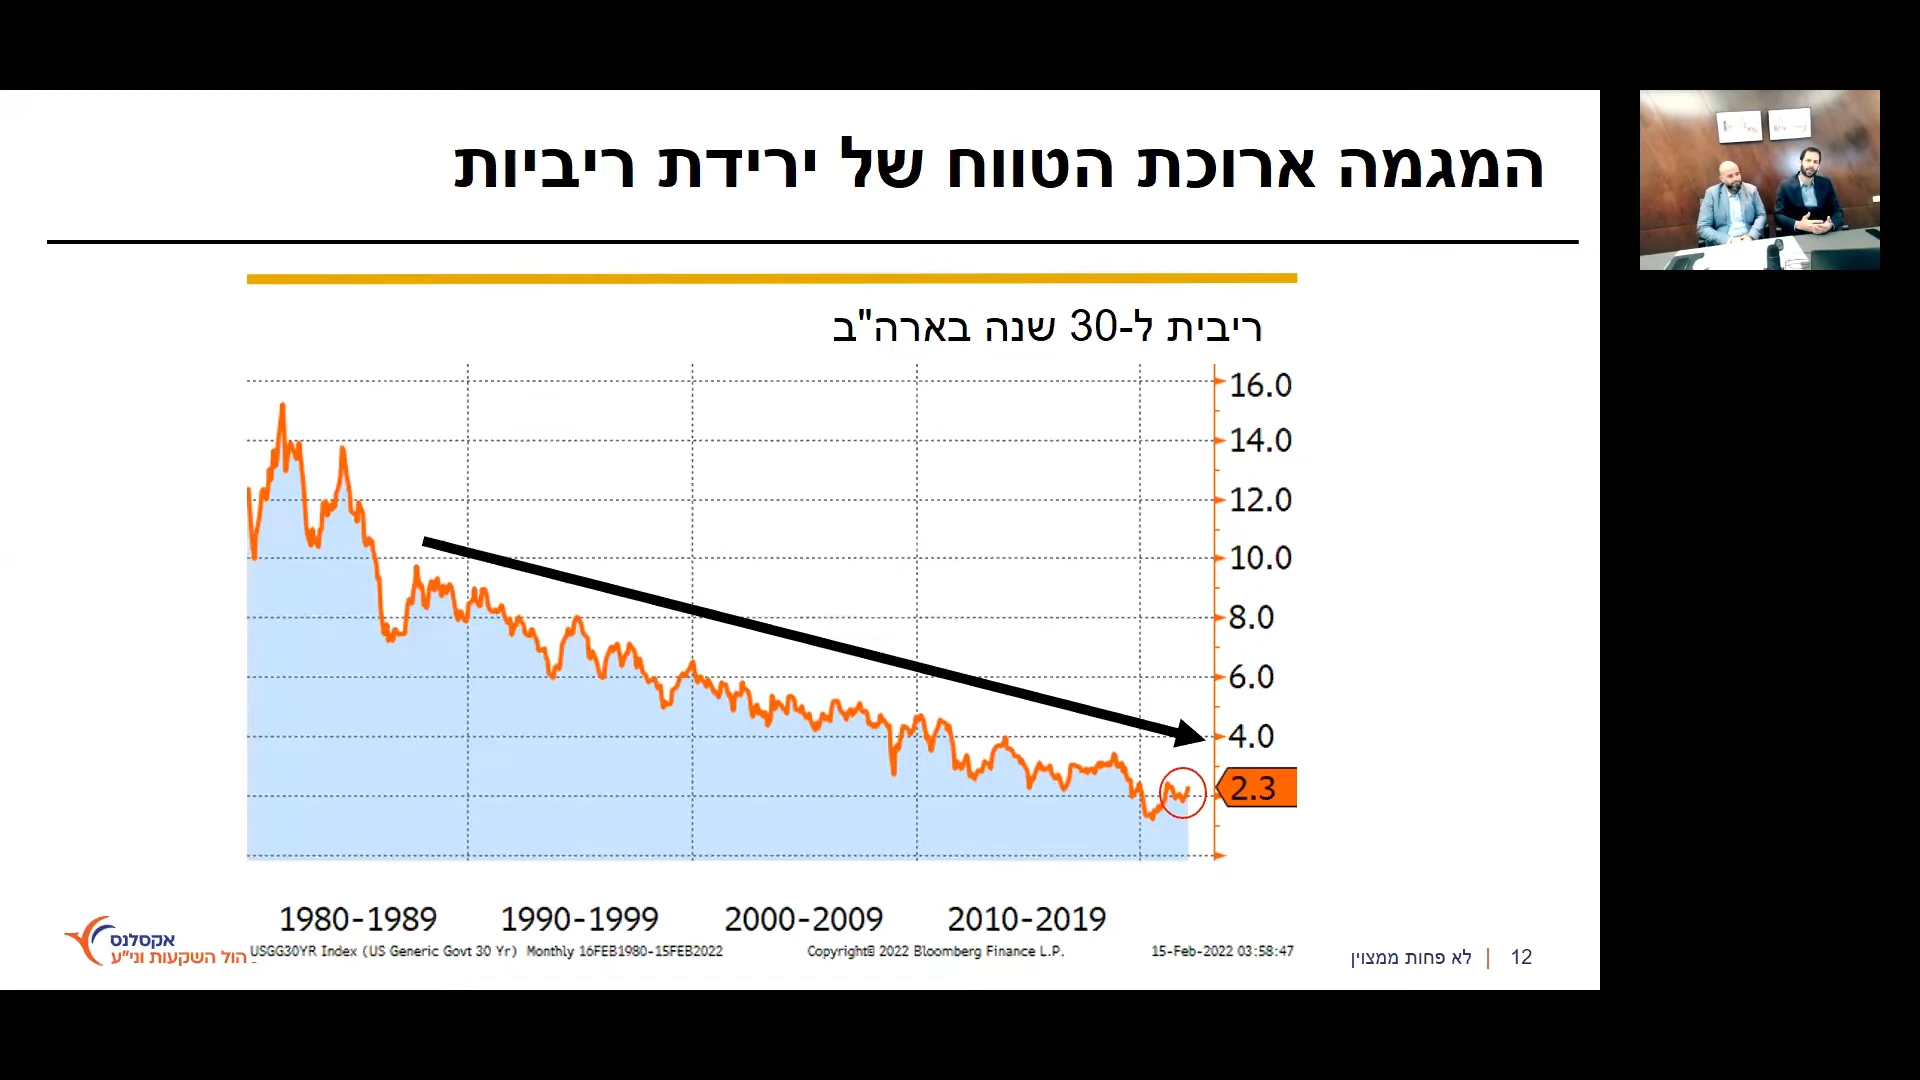 המגמה ארוכת הטווח של ירידת ריביות
ריבית ל-30 שנה בארה"ב
16.0
14.0
12.0
10.0
8.0
6.0
4.0
2.3
1980-1989 1990-1999 2000-2009 2010-2019
USGG30YR Index (US Generic Govt 30 Yr) Monthly 16FEB1980-15FEB2022 Copyright© 2022 Bloomberg Finance L.P. 15-Feb-2022 03:58:47
אקסלנס
הול השקעות וני"ע
לא פחות ממצוין | 12